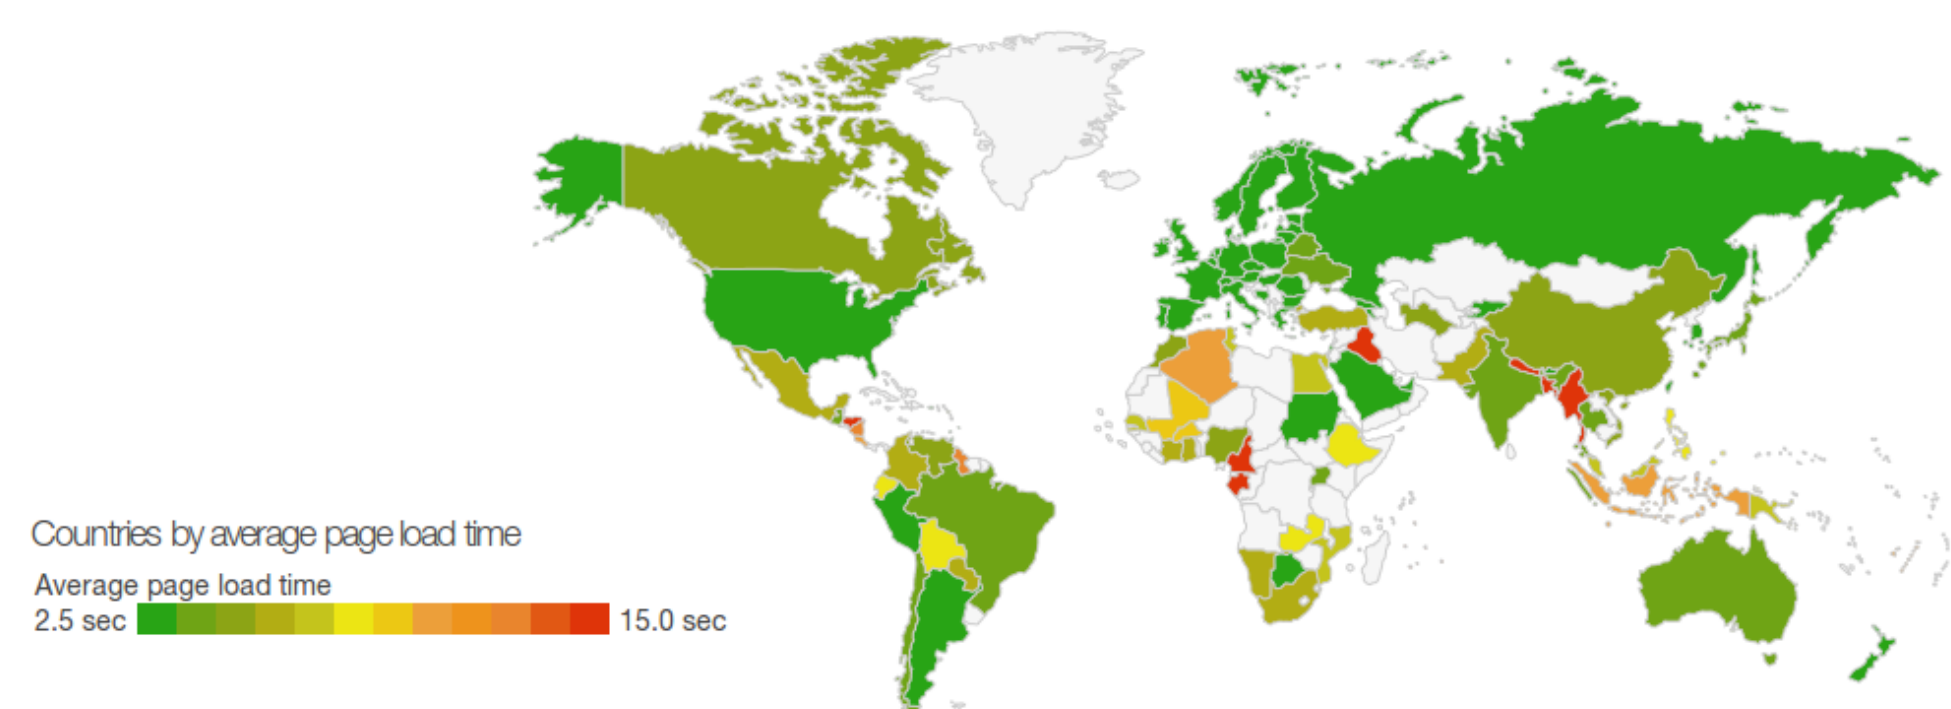 Countries by average page load time
Average page load time
2.5 sec 15.0 sec